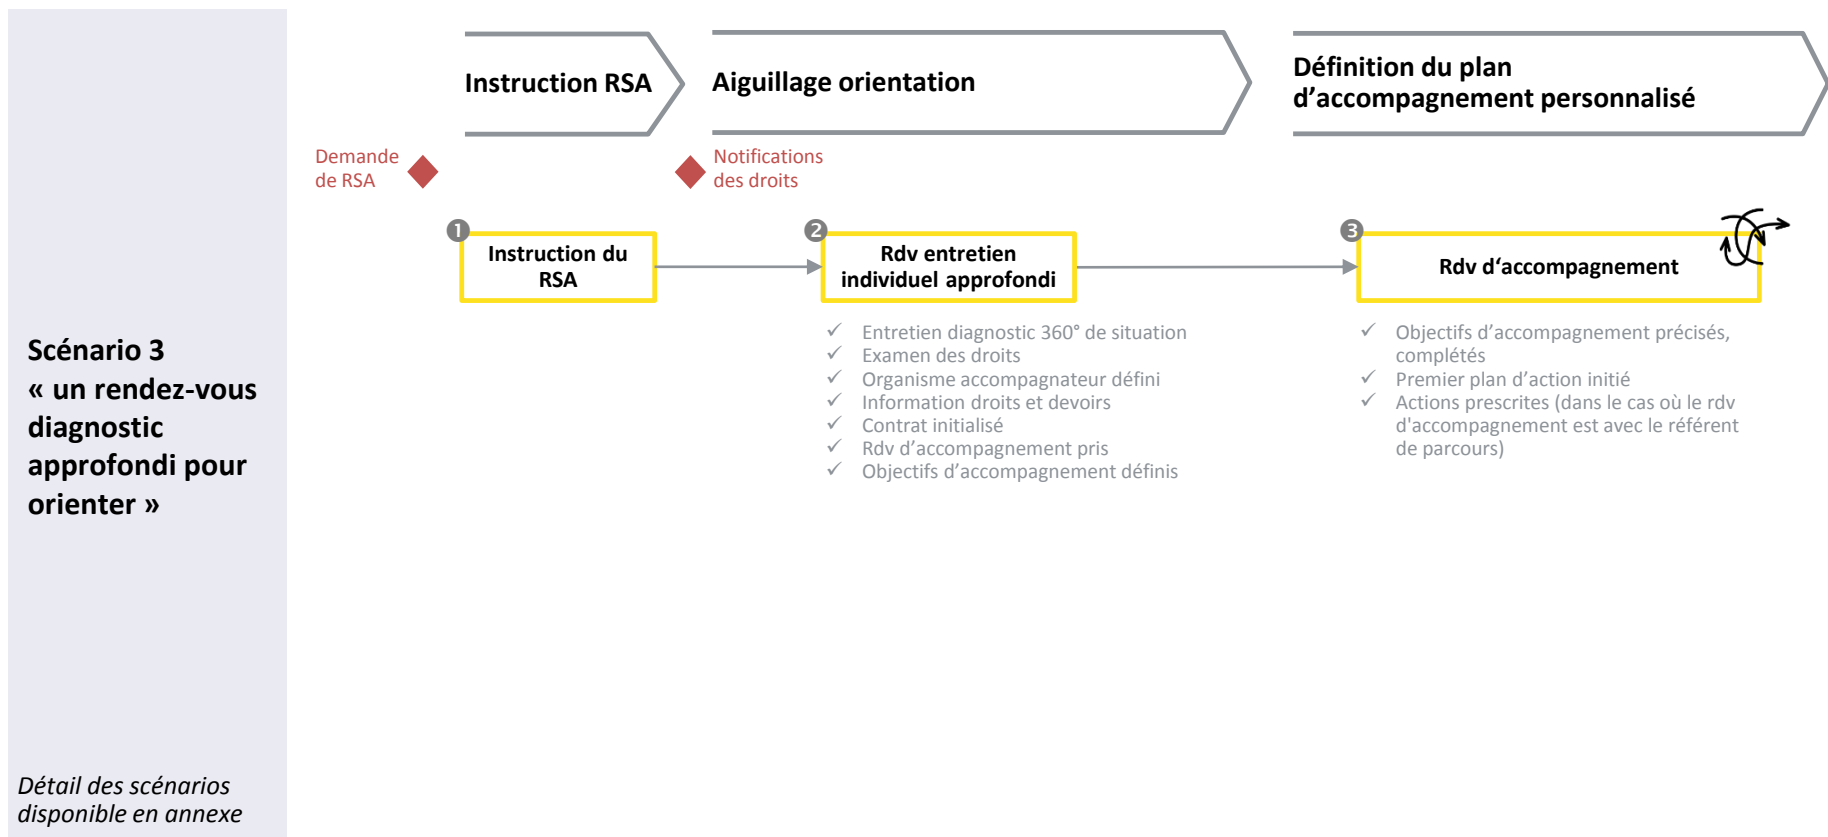 Instruction RSA
Aiguillage orientation
Définition du plan
d’accompagnement personnalisé
Demande
de RSA
Notifications
des droits
1
Instruction du
RSA
2
Rdv entretien
individuel approfondi
3
Rdv d‘accompagnement
✓ Entretien diagnostic 360° de situation
✓ Examen des droits
✓ Organisme accompagnateur défini
✓ Information droits et devoirs
✓ Contrat initialisé
✓ Rdv d’accompagnement pris
✓ Objectifs d’accompagnement définis
✓ Objectifs d’accompagnement précisés,
complétés
✓ Premier plan d’action initié
✓ Actions prescrites (dans le cas où le rdv
d'accompagnement est avec le référent
de parcours)
Scénario 3
« un rendez-vous
diagnostic
approfondi pour
orienter »
Détail des scénarios
disponible en annexe